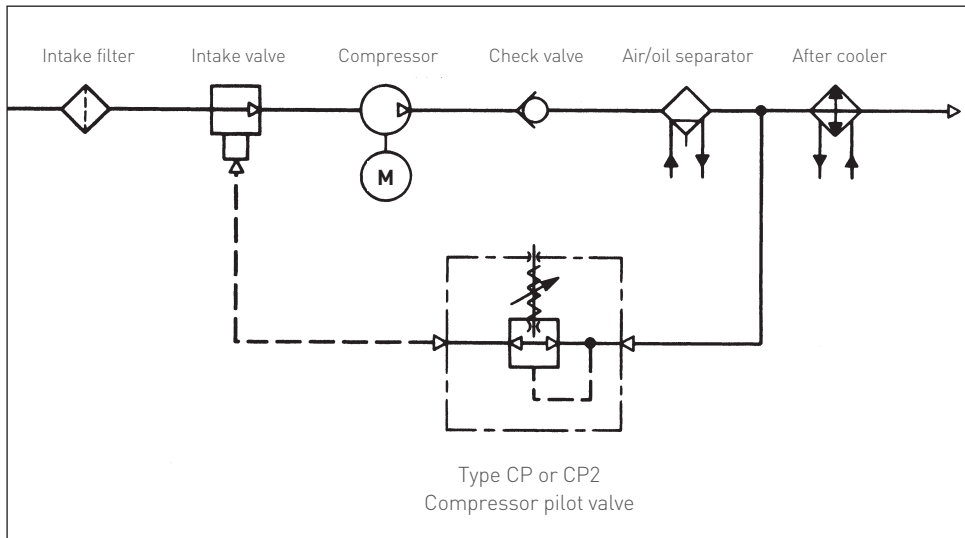 Intake filter
Intake valve
Compressor
Check valve
Air/oil separator
After cooler
M
Type CP or CP2
Compressor pilot valve